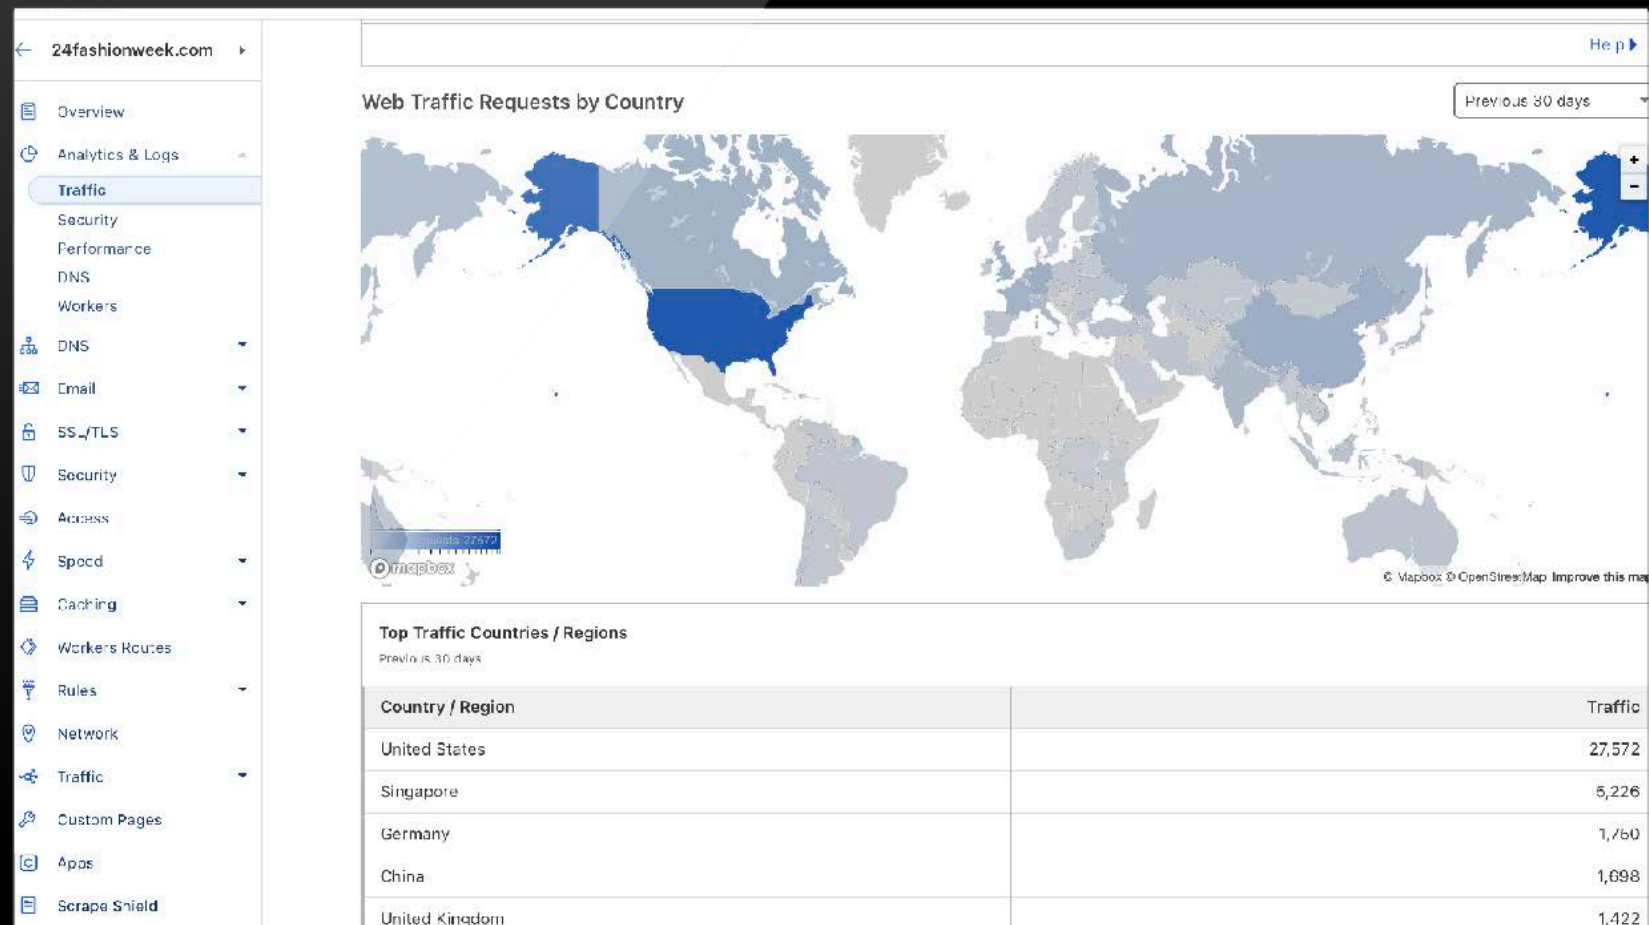 24fashionweek.com
Help
Overview
Analytics & Logs
Traffic
Security
Performance
DNS
Workers
DNS
Email
SSL/TLS
Security
Access
Speed
Caching
Workers Routes
Rules
Network
Traffic
Custom Pages
Apps
Scrape Shield
Web Traffic Requests by Country
Previous 30 days
+
−
27572
mapbox
© Mapbox © OpenStreetMap Improve this map
Top Traffic Countries / Regions
Previous 30 days
Country / Region Traffic
United States 27,572
Singapore 5,226
Germany 1,760
China 1,698
United Kingdom 1,422